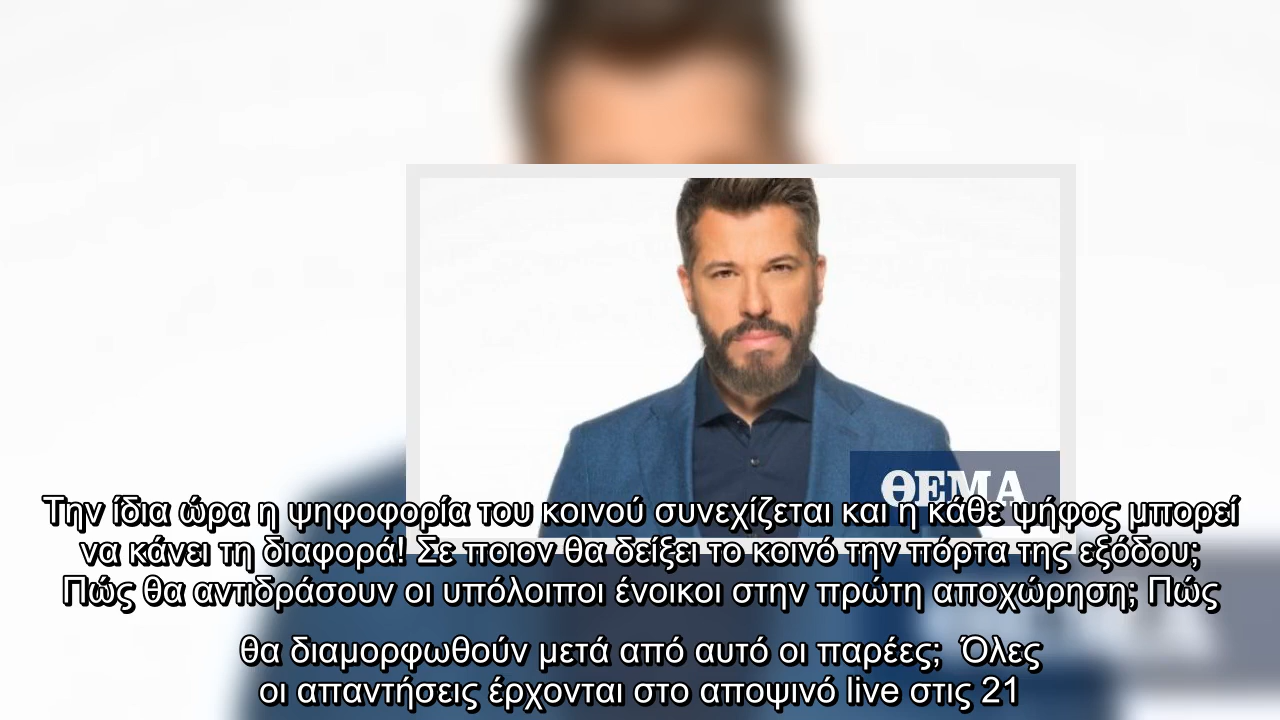 ΘΕΜΑ
Την ίδια ώρα η ψηφοφορία του κοινού συνεχίζεται και η κάθε ψήφος μπορεί
να κάνει τη διαφορά! Σε ποιον θα δείξει το κοινό την πόρτα της εξόδου;
Πώς θα αντιδράσουν οι υπόλοιποι ένοικοι στην πρώτη αποχώρηση; Πώς
θα διαμορφωθούν μετά από αυτό οι παρέες;  Όλες
οι απαντήσεις έρχονται στο αποψινό live στις 21